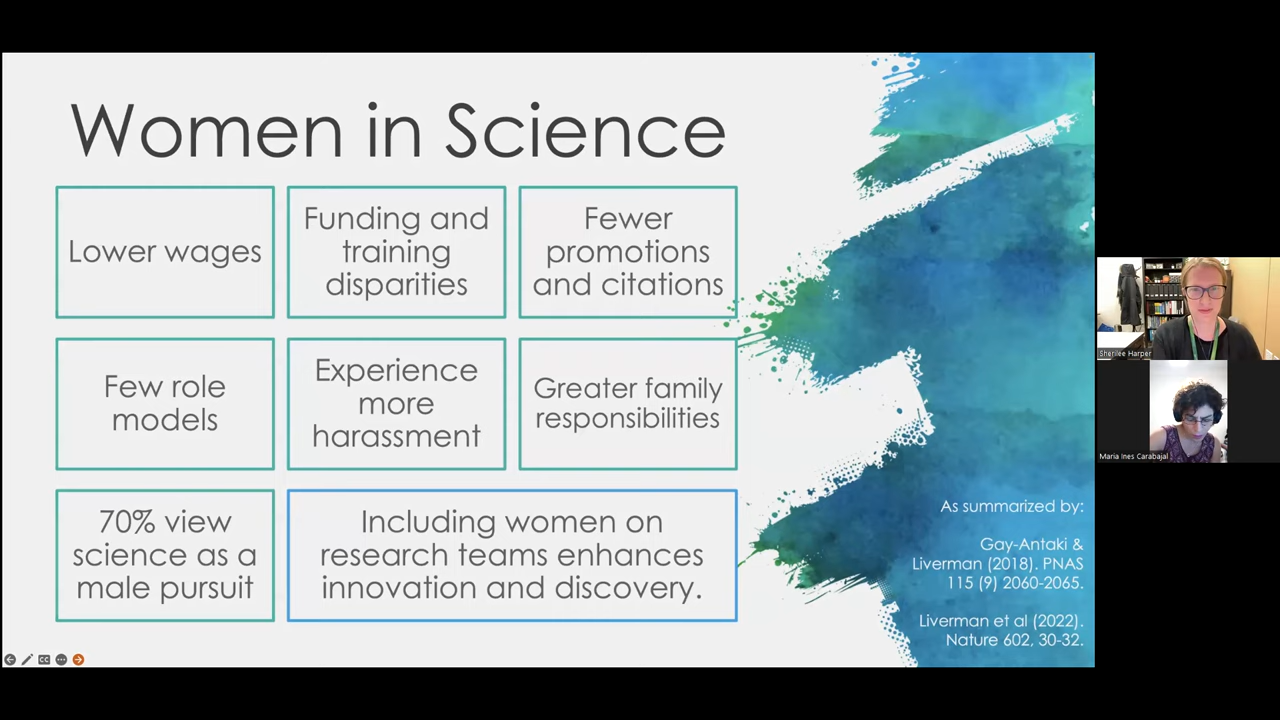 Women in Science
Lower wages
Funding and
training
disparities
Fewer
promotions
and citations
Few role
models
Experience
more
harassment
Greater family
responsibilities
70% view
science as a
male pursuit
Including women on
research teams enhances
innovation and discovery.
As summarized by:
Gay-Antaki &
Liverman (2018). PNAS
115 (9) 2060-2065.
Liverman et al (2022).
Nature 602, 30-32.
Sherilee Harper
Maria Ines Carabajal
CC